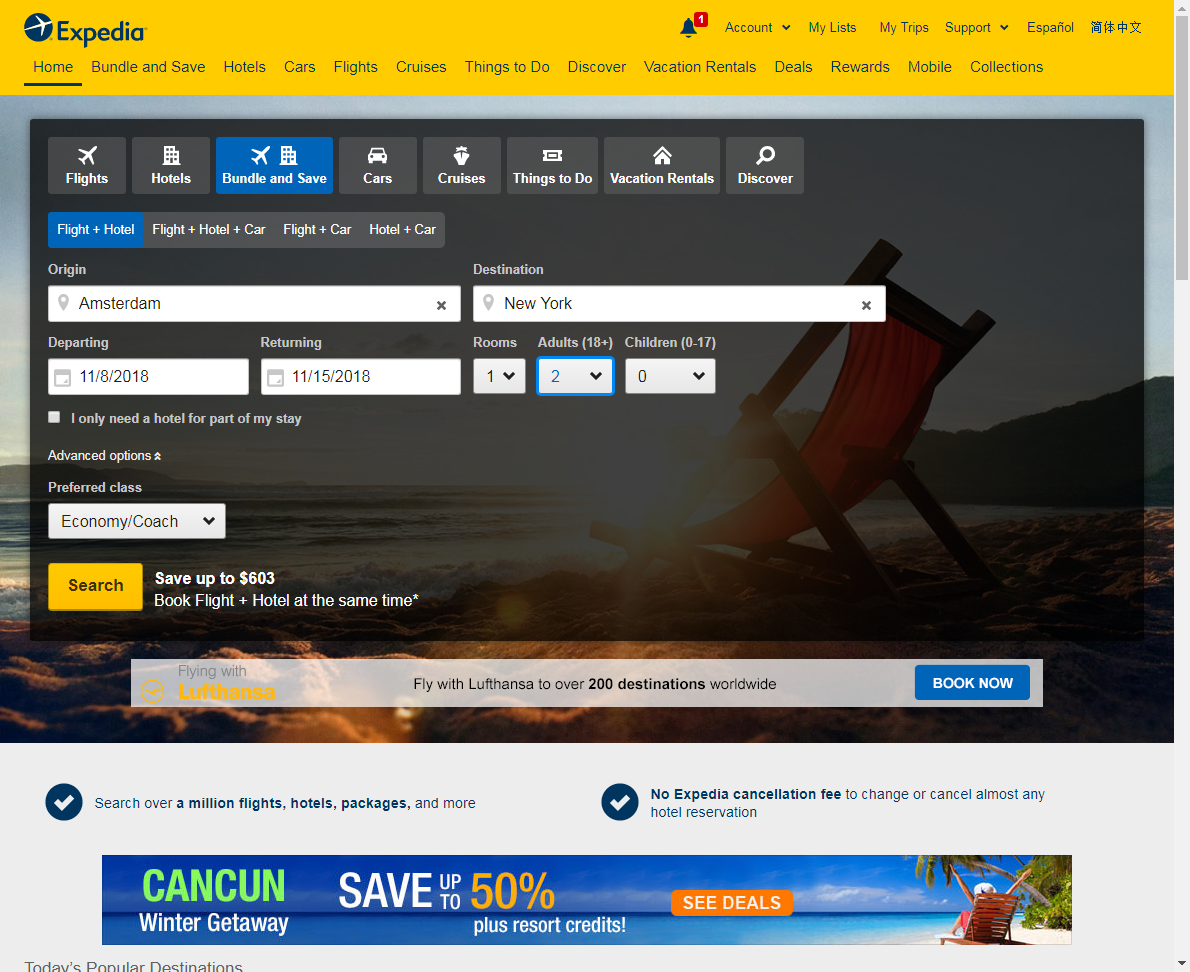 Expedia
1
Account
My Lists
My Trips
Support
Español
简体中文
Home
Bundle and Save
Hotels
Cars
Flights
Cruises
Things to Do
Discover
Vacation Rentals
Deals
Rewards
Mobile
Collections
Flights
Hotels
Bundle and Save
Cars
Cruises
Things to Do
Vacation Rentals
Discover
Flight + Hotel
Flight + Hotel + Car
Flight + Car
Hotel + Car
Origin
Destination
Amsterdam
New York
Departing
Returning
Rooms
Adults (18+)
Children (0-17)
11/8/2018
11/15/2018
1
2
0
I only need a hotel for part of my stay
Advanced options
Preferred class
Economy/Coach
Search
Save up to $603
Book Flight + Hotel at the same time*
Flying with
Lufthansa
Fly with Lufthansa to over 200 destinations worldwide
BOOK NOW
Search over a million flights, hotels, packages, and more
No Expedia cancellation fee to change or cancel almost any
hotel reservation
CANCUN
Winter Getaway
SAVE UP TO 50%
plus resort credits!
SEE DEALS
Today's Popular Destinations